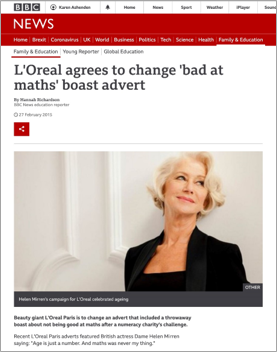 BBC Karen Ashenden Home News Sport Weather iPlayer Soun
NEWS
Home Brexit Coronavirus UK World Business Politics Tech Science Health Family & Education
Family & Education Young Reporter Global Education
L'Oreal agrees to change 'bad at
maths' boast advert
By Hannah Richardson
BBC News education reporter
27 February 2015
OTHER
Helen Mirren's campaign for L'Oreal celebrated ageing
Beauty giant L'Oreal Paris is to change an advert that included a throwaway
boast about not being good at maths after a numeracy charity's challenge.
Recent L'Oreal Paris adverts featured British actress Dame Helen Mirren
saying: "Age is just a number. And maths was never my thing."